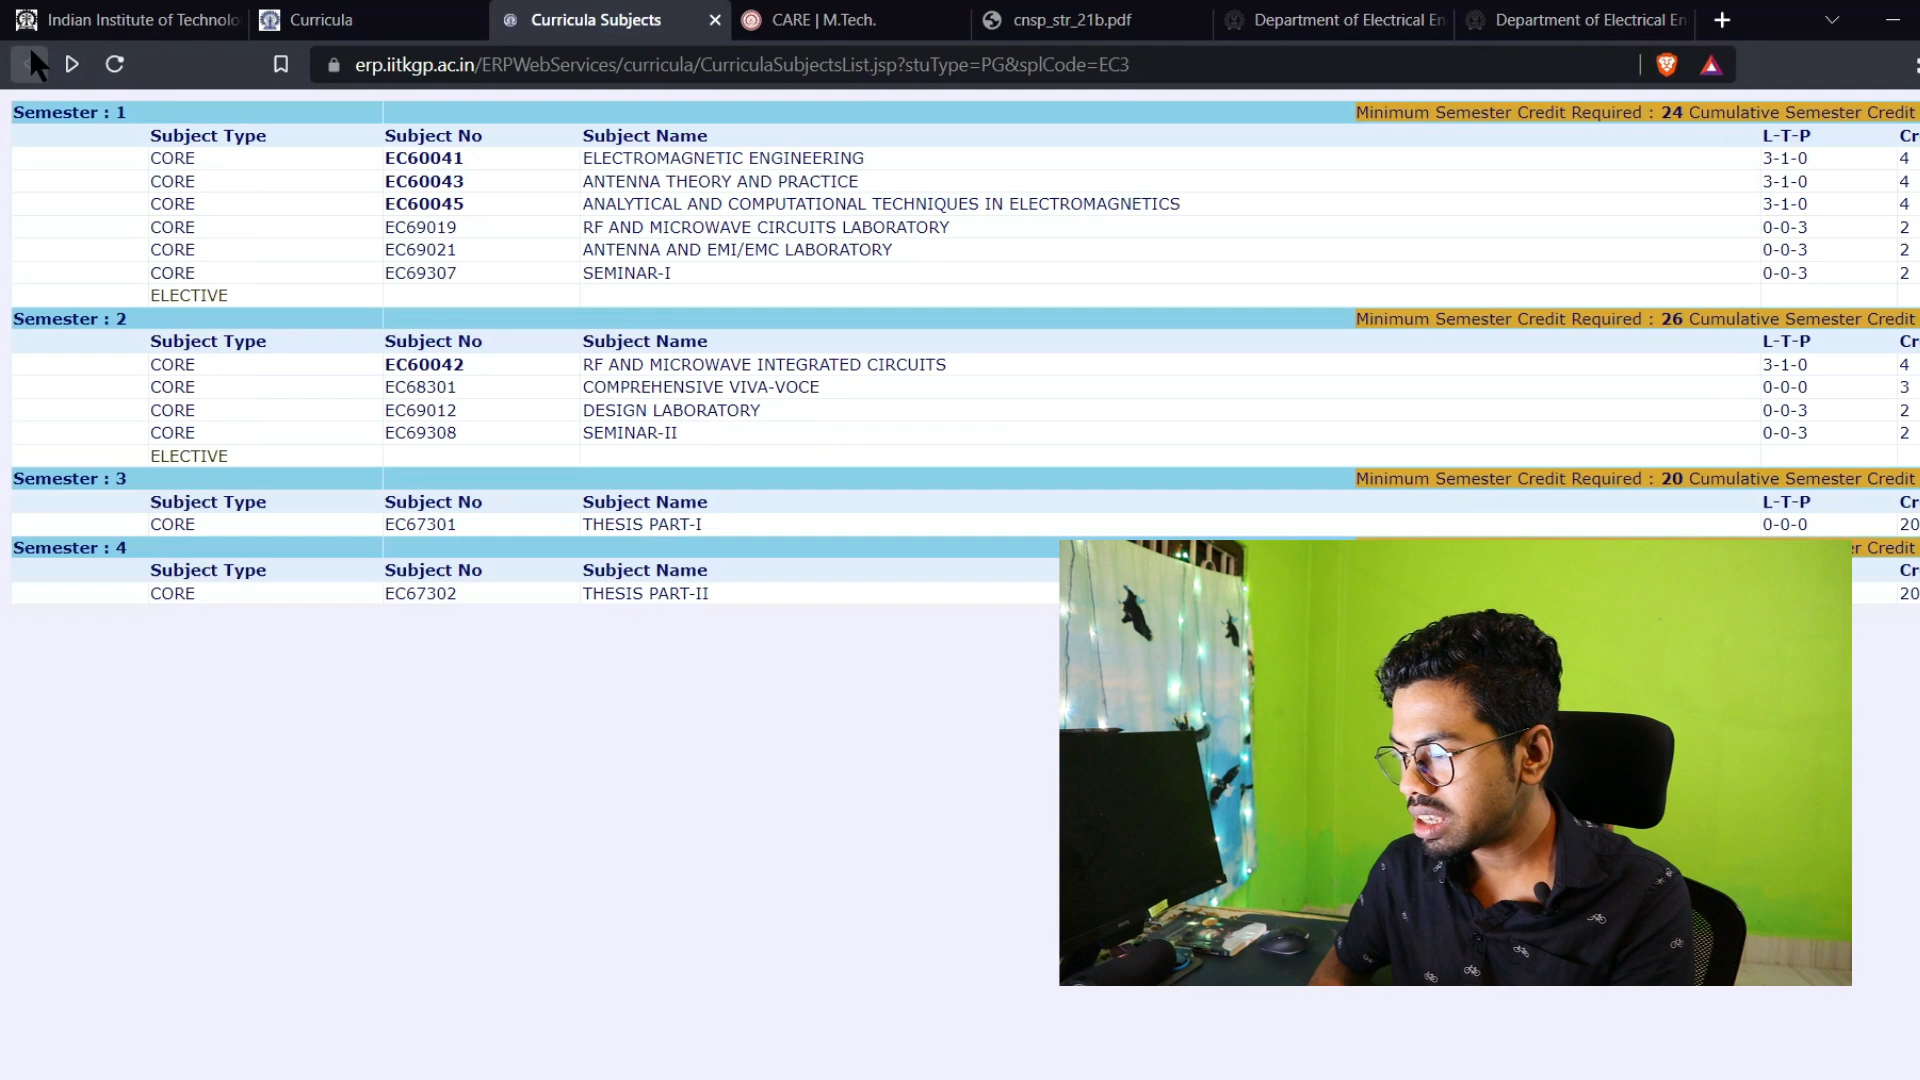 Indian Institute of Technolo
Curricula
Curricula Subjects
CARE | M.Tech.
cnsp_str_21b.pdf
Department of Electrical En
Department of Electrical En
erp.iitkgp.ac.in/ERPWebServices/curricula/CurriculaSubjectsList.jsp?stuType=PG&splCode=EC3
Semester : 1 Minimum Semester Credit Required : 24 Cumulative Semester Credit
Subject Type Subject No Subject Name L-T-P Cr
CORE EC60041 ELECTROMAGNETIC ENGINEERING 3-1-0 4
CORE EC60043 ANTENNA THEORY AND PRACTICE 3-1-0 4
CORE EC60045 ANALYTICAL AND COMPUTATIONAL TECHNIQUES IN ELECTROMAGNETICS 3-1-0 4
CORE EC69019 RF AND MICROWAVE CIRCUITS LABORATORY 0-0-3 2
CORE EC69021 ANTENNA AND EMI/EMC LABORATORY 0-0-3 2
CORE EC69307 SEMINAR-I 0-0-3 2
ELECTIVE
Semester : 2 Minimum Semester Credit Required : 26 Cumulative Semester Credit
Subject Type Subject No Subject Name L-T-P Cr
CORE EC60042 RF AND MICROWAVE INTEGRATED CIRCUITS 3-1-0 4
CORE EC68301 COMPREHENSIVE VIVA-VOCE 0-0-0 3
CORE EC69012 DESIGN LABORATORY 0-0-3 2
CORE EC69308 SEMINAR-II 0-0-3 2
ELECTIVE
Semester : 3 Minimum Semester Credit Required : 20 Cumulative Semester Credit
Subject Type Subject No Subject Name L-T-P Cr
CORE EC67301 THESIS PART-I 0-0-0 20
Semester : 4 er Credit
Subject Type Subject No Subject Name Cr
CORE EC67302 THESIS PART-II 20